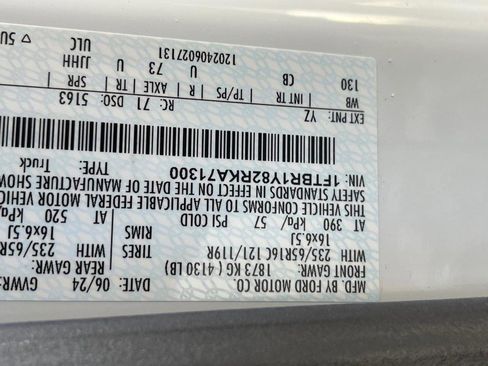 MFD. BY FORD MOTOR CO.
DATE: 06/24 GVWR:
FRONT GAWR: 1873 KG ( 4130 LB) REAR GAWR:
235/65R16C 121/119R TIRES WITH 235/65R
16x6.5J RIMS 16x6.5J
AT 390 kPa/ 57 PSI COLD AT 520 kPa
THIS VEHICLE CONFORMS TO ALL APPLICABLE FEDERAL MOTOR VEHIC
SAFETY STANDARDS IN EFFECT ON THE DATE OF MANUFACTURE SHOW
VIN: 1FTBR1Y82RKA71300 TYPE: Truck
EXT PNT: YZ RC: 71 DSO: 5163
WB INT TR TP/PS R AXLE TR SPR
130 CB U 73 U JJHH
1202406027131 ULC ▽ 5U